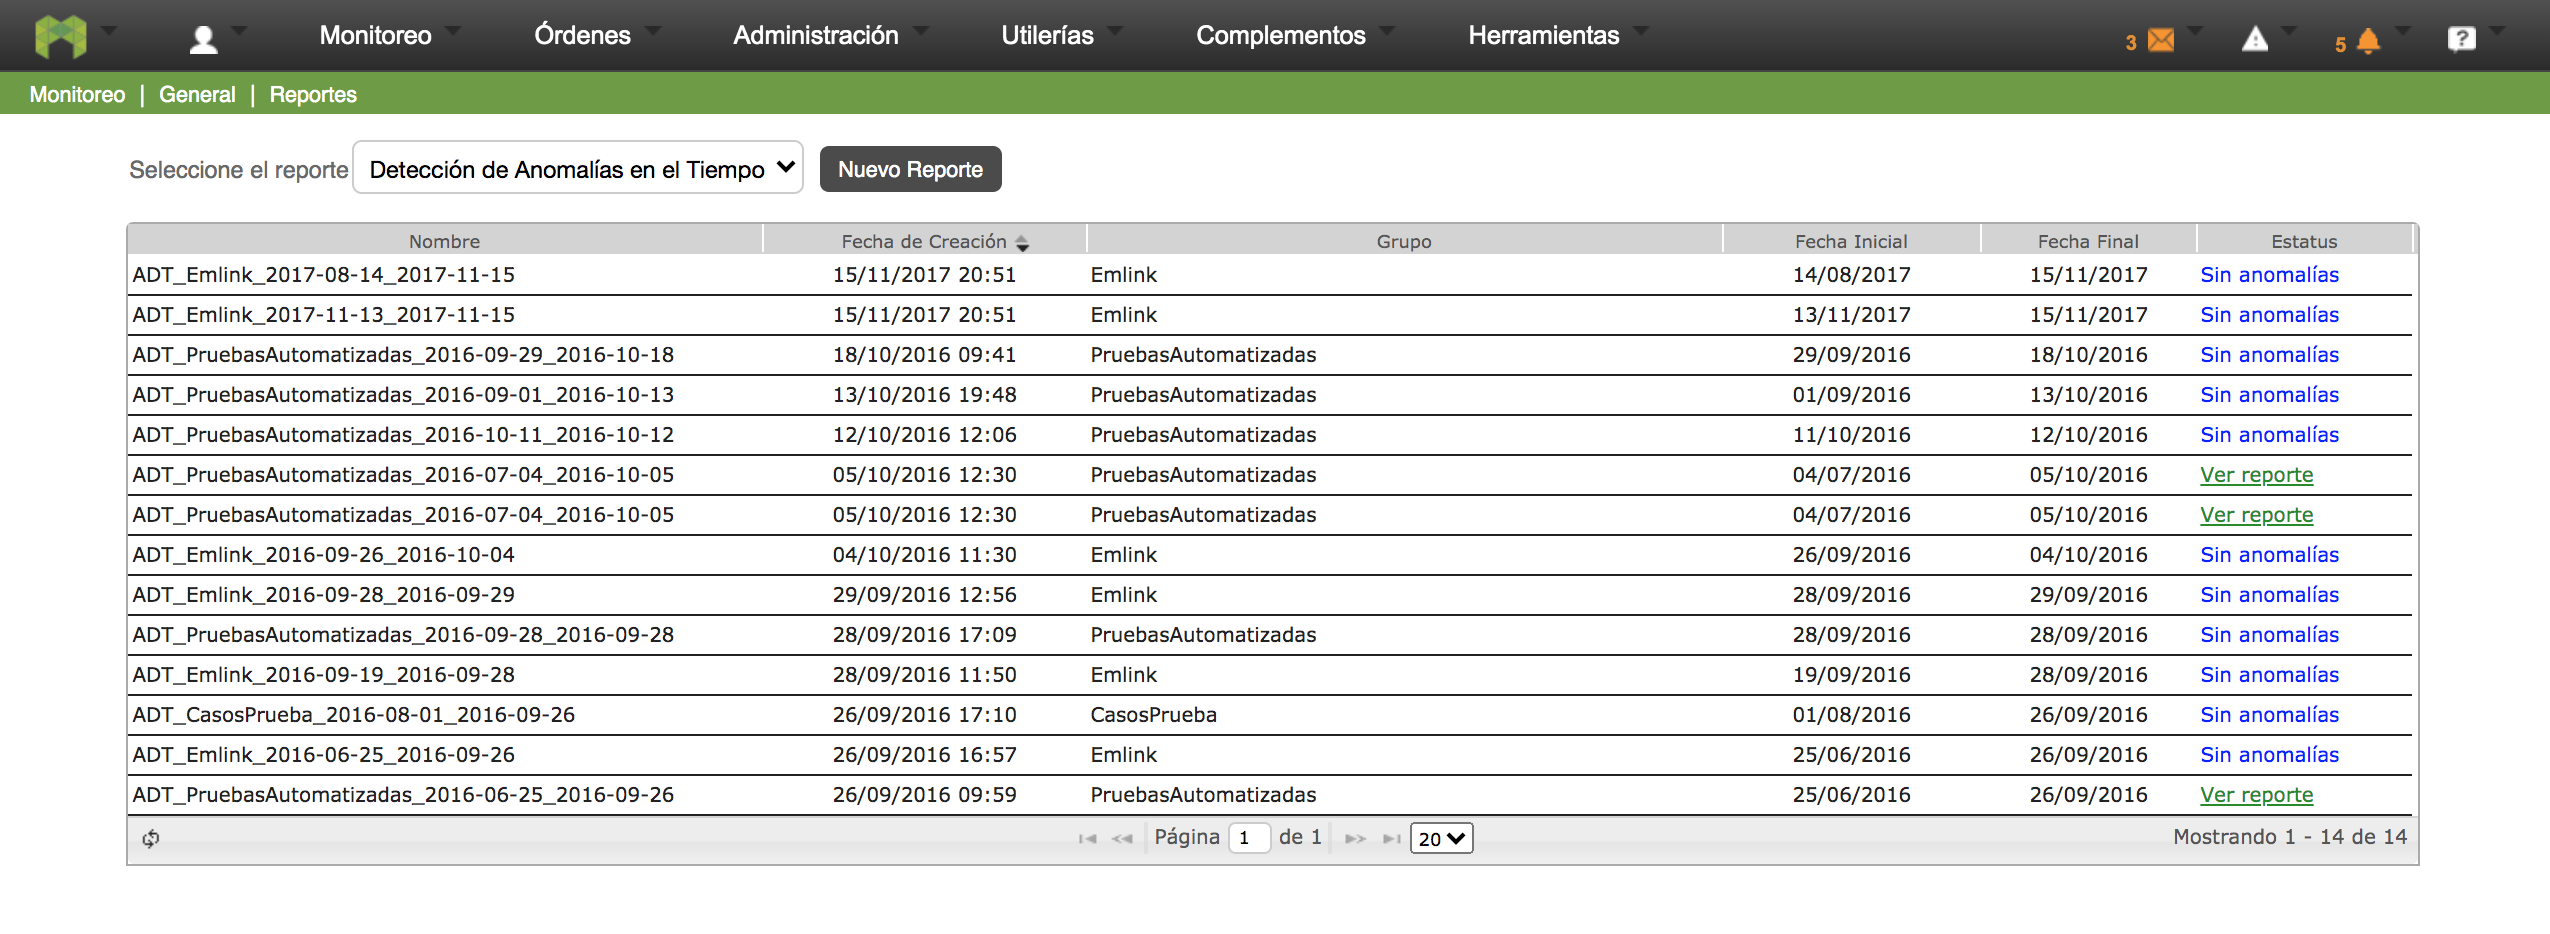 Monitoreo Órdenes Administración Utilerías Complementos Herramientas 3 5 ?
Monitoreo | General | Reportes
Seleccione el reporte Detección de Anomalías en el Tiempo Nuevo Reporte
Nombre Fecha de Creación Grupo Fecha Inicial Fecha Final Estatus
ADT_Emlink_2017-08-14_2017-11-15 15/11/2017 20:51 Emlink 14/08/2017 15/11/2017 Sin anomalías
ADT_Emlink_2017-11-13_2017-11-15 15/11/2017 20:51 Emlink 13/11/2017 15/11/2017 Sin anomalías
ADT_PruebasAutomatizadas_2016-09-29_2016-10-18 18/10/2016 09:41 PruebasAutomatizadas 29/09/2016 18/10/2016 Sin anomalías
ADT_PruebasAutomatizadas_2016-09-01_2016-10-13 13/10/2016 19:48 PruebasAutomatizadas 01/09/2016 13/10/2016 Sin anomalías
ADT_PruebasAutomatizadas_2016-10-11_2016-10-12 12/10/2016 12:06 PruebasAutomatizadas 11/10/2016 12/10/2016 Sin anomalías
ADT_PruebasAutomatizadas_2016-07-04_2016-10-05 05/10/2016 12:30 PruebasAutomatizadas 04/07/2016 05/10/2016 Ver reporte
ADT_PruebasAutomatizadas_2016-07-04_2016-10-05 05/10/2016 12:30 PruebasAutomatizadas 04/07/2016 05/10/2016 Ver reporte
ADT_Emlink_2016-09-26_2016-10-04 04/10/2016 11:30 Emlink 26/09/2016 04/10/2016 Sin anomalías
ADT_Emlink_2016-09-28_2016-09-29 29/09/2016 12:56 Emlink 28/09/2016 29/09/2016 Sin anomalías
ADT_PruebasAutomatizadas_2016-09-28_2016-09-28 28/09/2016 17:09 PruebasAutomatizadas 28/09/2016 28/09/2016 Sin anomalías
ADT_Emlink_2016-09-19_2016-09-28 28/09/2016 11:50 Emlink 19/09/2016 28/09/2016 Sin anomalías
ADT_CasosPrueba_2016-08-01_2016-09-26 26/09/2016 17:10 CasosPrueba 01/08/2016 26/09/2016 Sin anomalías
ADT_Emlink_2016-06-25_2016-09-26 26/09/2016 16:57 Emlink 25/06/2016 26/09/2016 Sin anomalías
ADT_PruebasAutomatizadas_2016-06-25_2016-09-26 26/09/2016 09:59 PruebasAutomatizadas 25/06/2016 26/09/2016 Ver reporte
Página 1 de 1 20 Mostrando 1 - 14 de 14